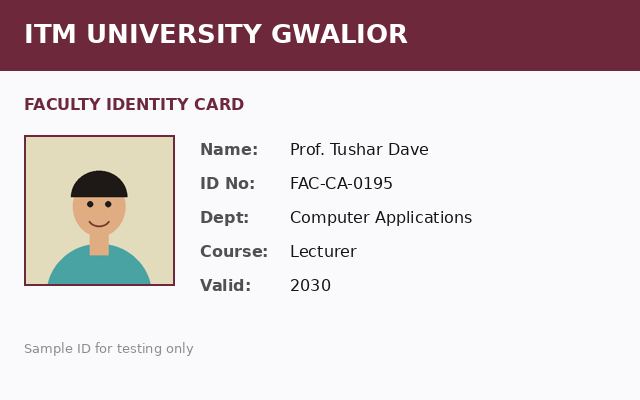 ITM UNIVERSITY GWALIOR
FACULTY IDENTITY CARD
Name: Prof. Tushar Dave
ID No: FAC-CA-0195
Dept: Computer Applications
Course: Lecturer
Valid: 2030
Sample ID for testing only